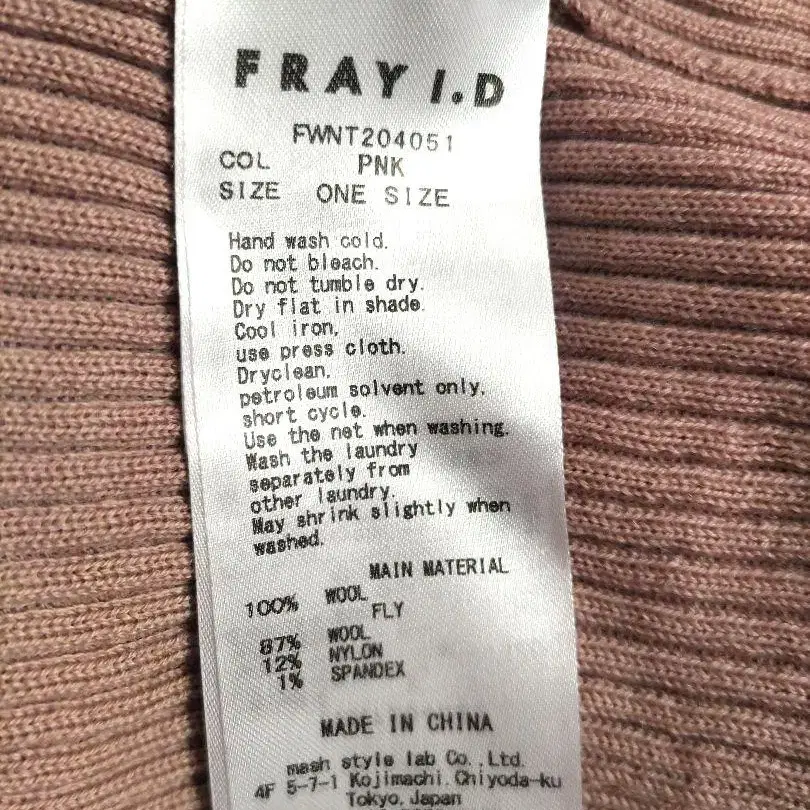 FRAY I.D
FWNT204051
COL PNK
SIZE ONE SIZE
Hand wash cold.
Do not bleach.
Do not tumble dry.
Dry flat in shade.
Cool iron,
use press cloth.
Dryclean,
petroleum solvent only,
short cycle.
Use the net when washing.
Wash the laundry
separately from
other laundry.
May shrink slightly when
washed.
MAIN MATERIAL
100% WOOL
FLY
87% WOOL
12% NYLON
1% SPANDEX
MADE IN CHINA
mash style lab Co.,Ltd.
4F 5-7-1 Kojimachi, Chiyoda-ku
Tokyo, Japan